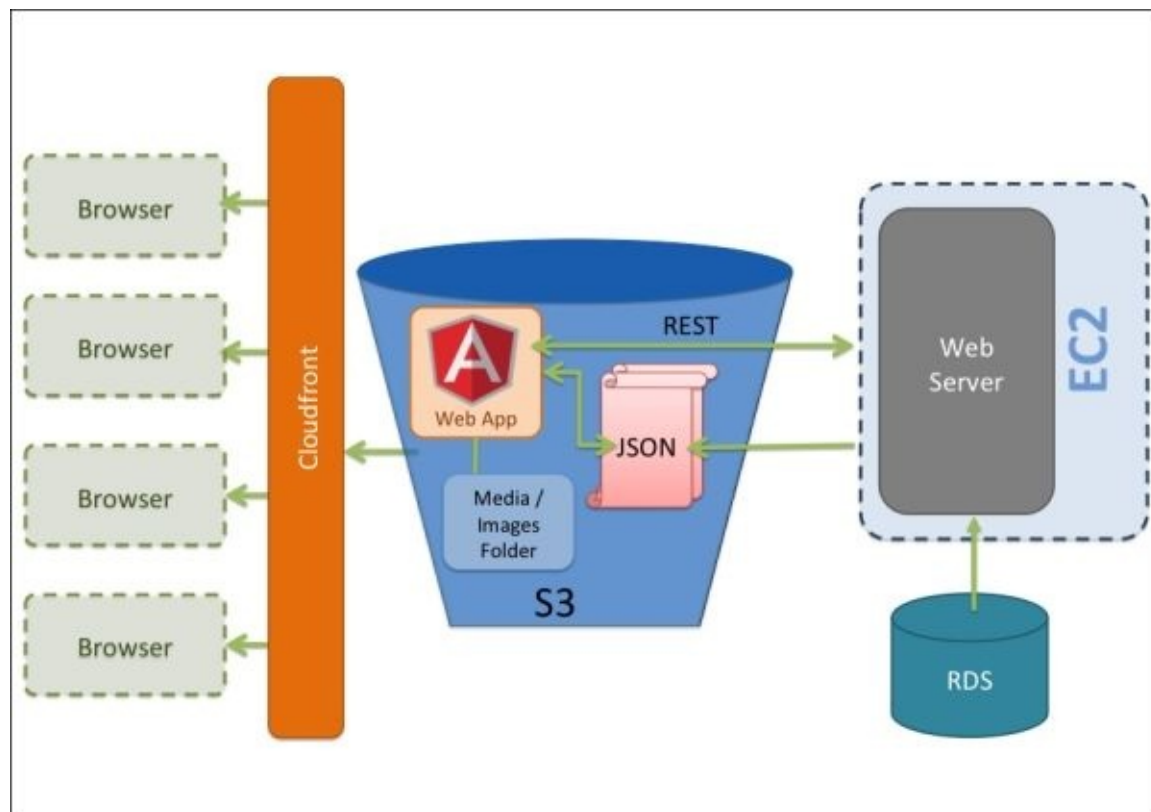 Browser
Browser
Browser
Browser
Cloudfront
A
Web App
Media /
Images
Folder
S3
REST
JSON
Web
Server
EC2
RDS